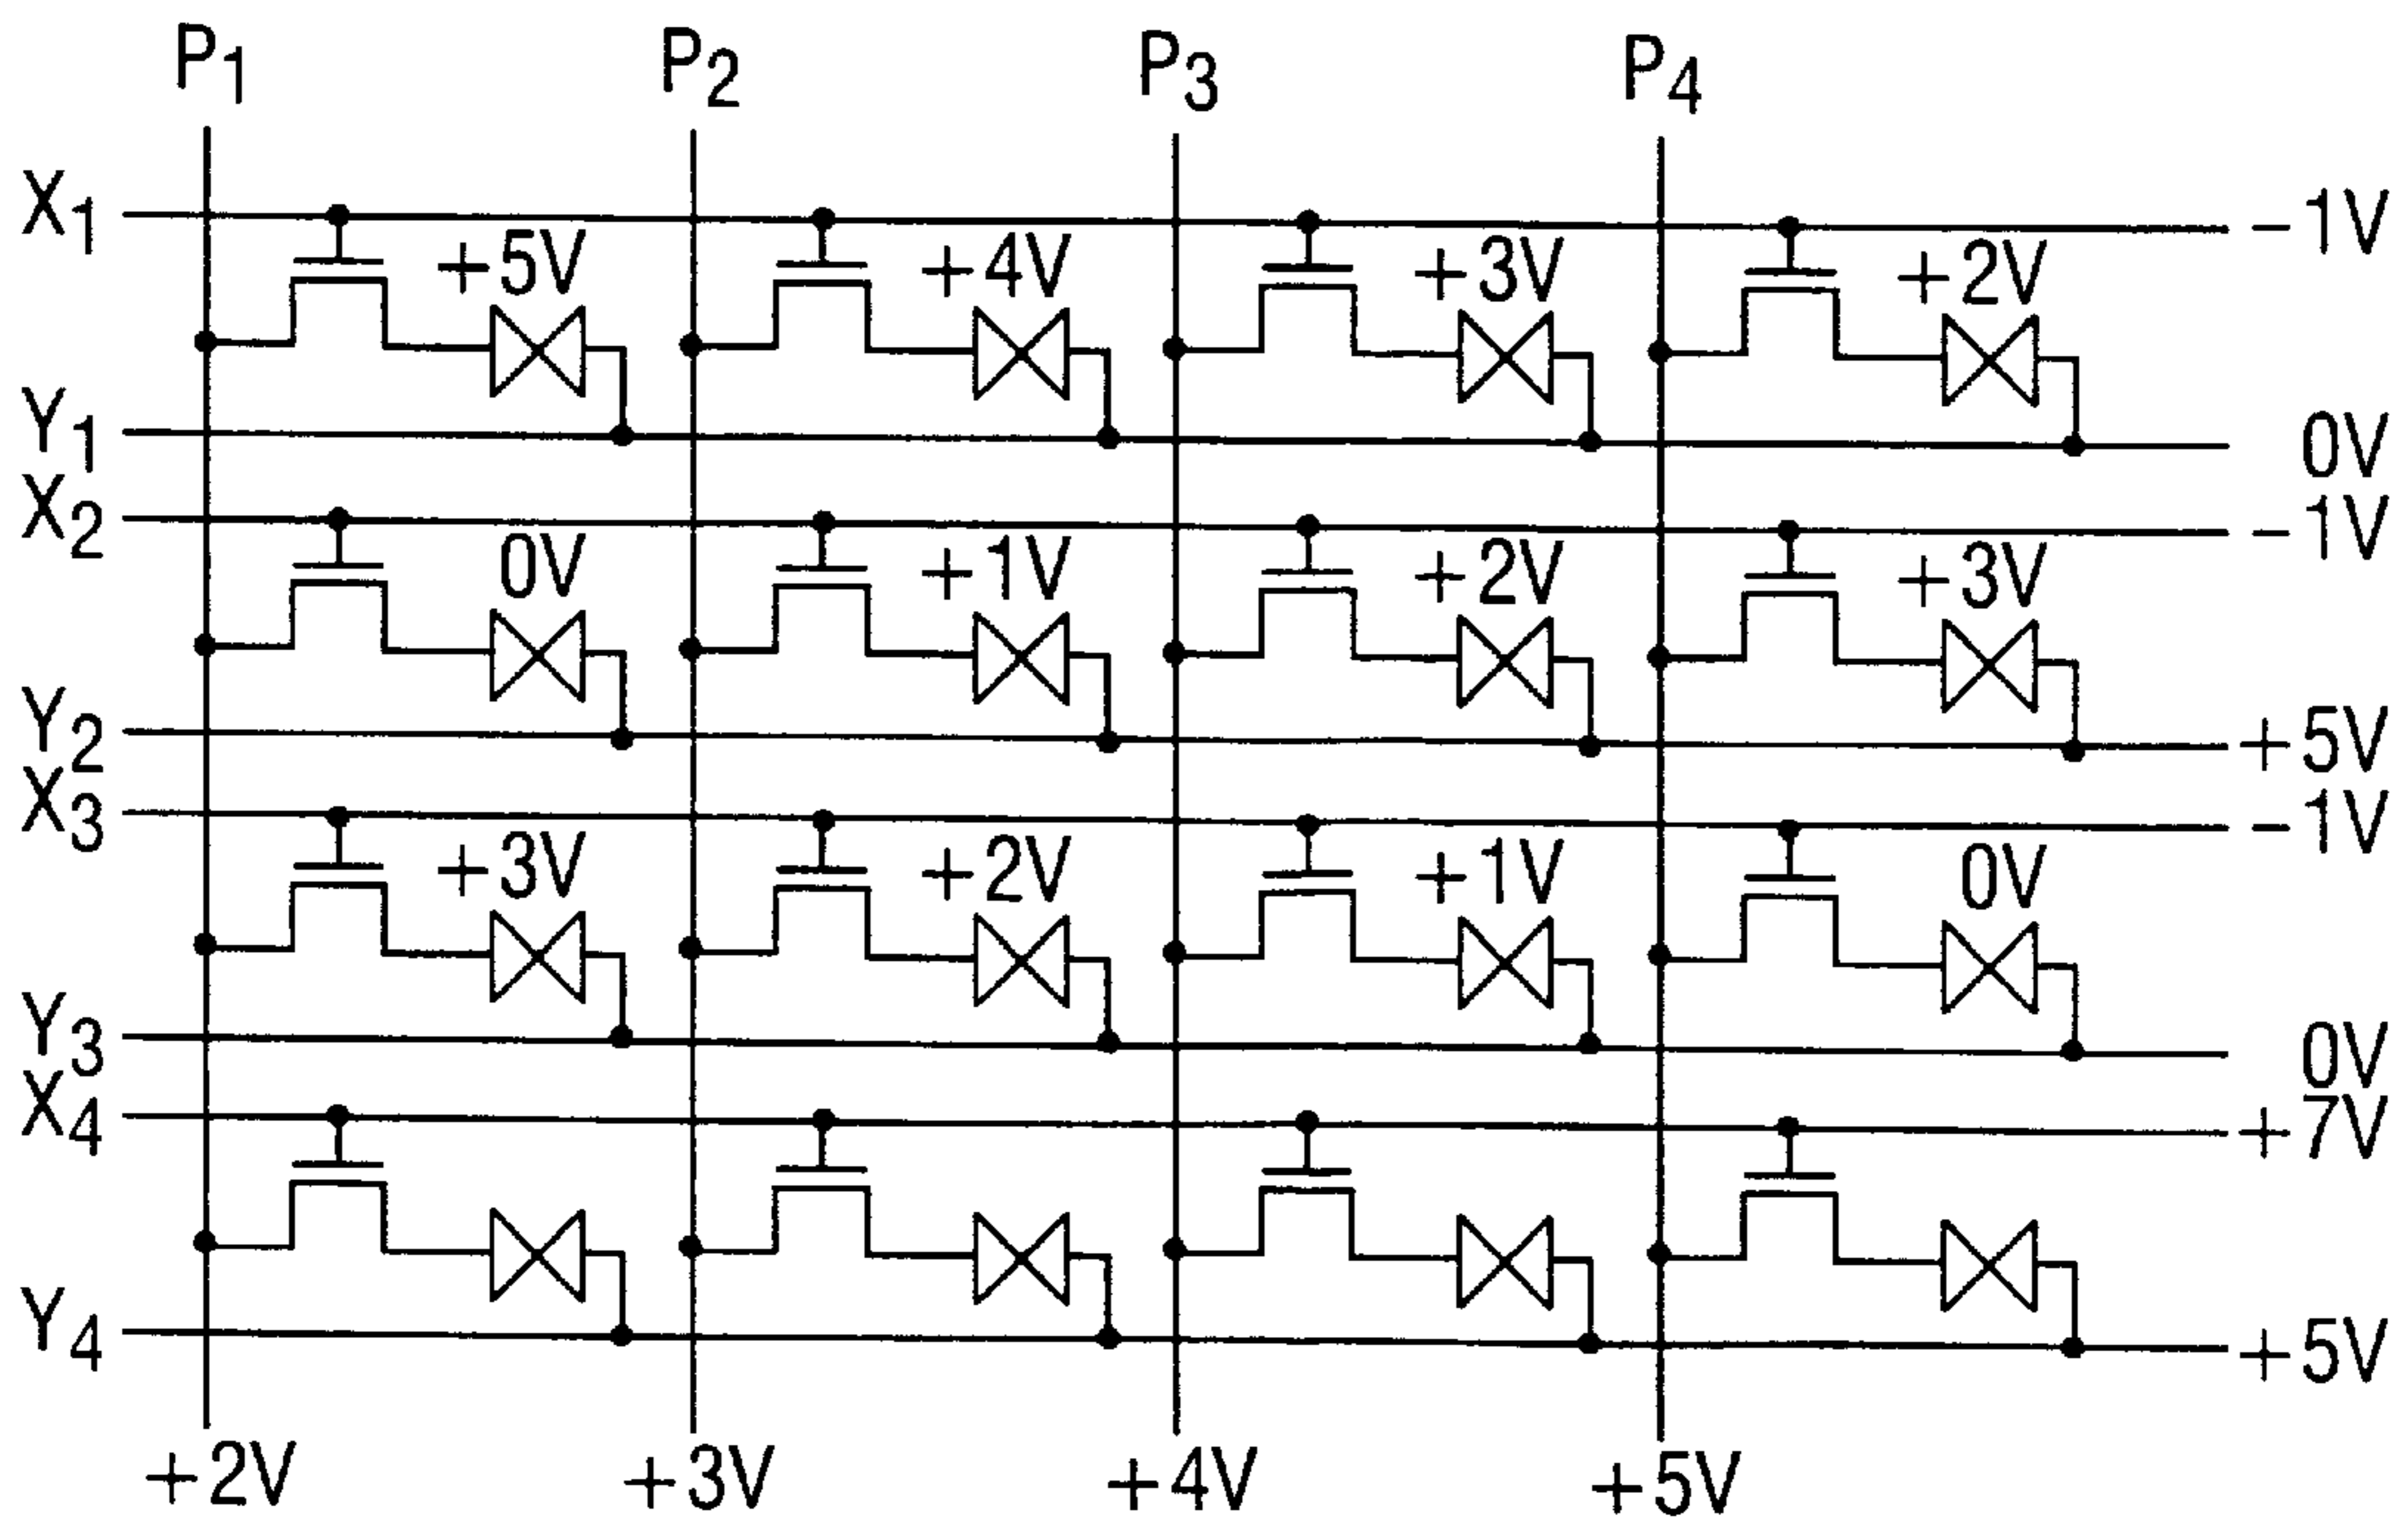 P1 P2 P3 P4
X1 -1V
+5V +4V +3V +2V
Y1 0V
X2 -1V
0V +1V +2V +3V
Y2 +5V
X3 -1V
+3V +2V +1V 0V
Y3 0V
X4 +7V
Y4 +5V
+2V +3V +4V +5V